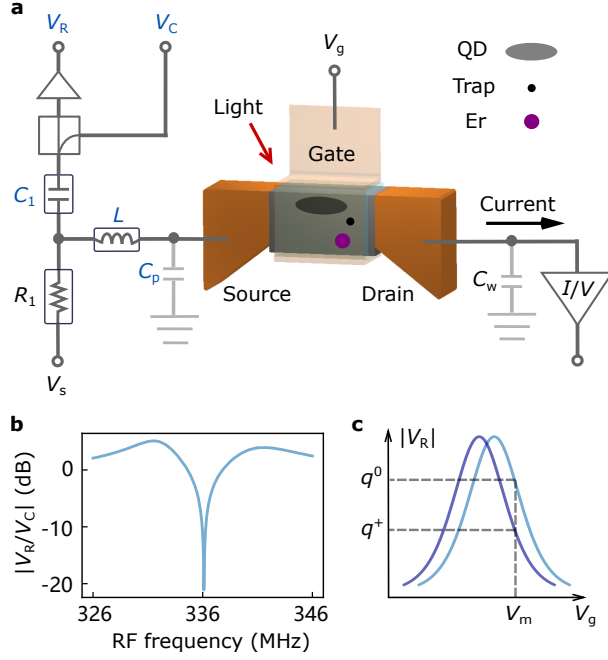 a
V_R
V_C
V_g
QD
Trap
Er
Light
Gate
C_1
L
Current
C_p
R_1
Source
Drain
C_w
I/V
V_s
b
|V_R/V_C| (dB)
0
-10
-20
326
336
346
RF frequency (MHz)
c
|V_R|
q^0
q^+
V_m
V_g